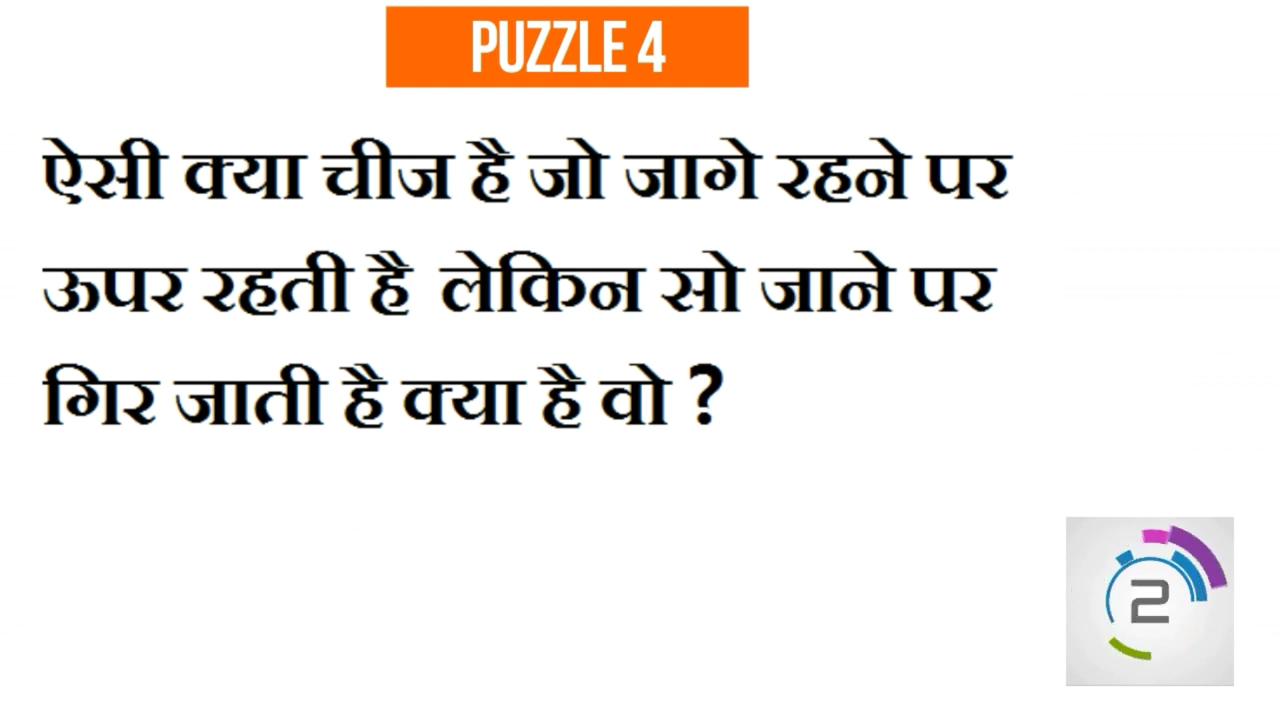 PUZZLE 4
ऐसी क्या चीज है जो जागे रहने पर
ऊपर रहती है लेकिन सो जाने पर
गिर जाती है क्या है वो ?
2